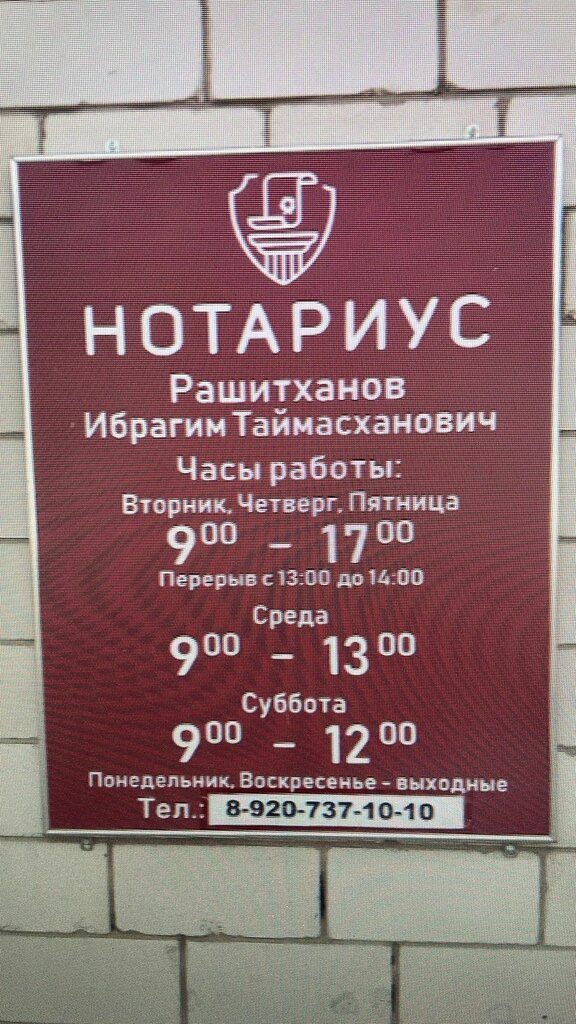 НОТАРИУС
Рашитханов
Ибрагим Таймасханович
Часы работы:
Вторник, Четверг, Пятница
9⁰⁰ – 17⁰⁰
Перерыв с 13:00 до 14:00
Среда
9⁰⁰ – 13⁰⁰
Суббота
9⁰⁰ – 12⁰⁰
Понедельник, Воскресенье – выходные
Тел.: 8-920-737-10-10